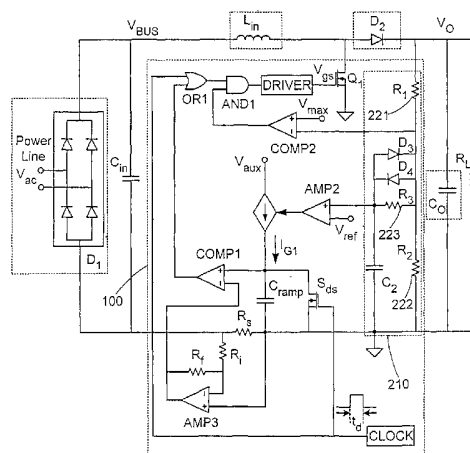 V_BUS
L_in
D_2
V_O
OR1
AND1
DRIVER
V_gs
Q_1
R_1
221
V_max
COMP2
Power
Line
V_ac
D_1
C_in
V_aux
AMP2
V_ref
D_3
D_4
R_3
223
R_L
C_O
R_2
222
C_2
I_G1
COMP1
100
C_ramp
S_ds
R_s
R_f
R_i
AMP3
210
t_d
CLOCK